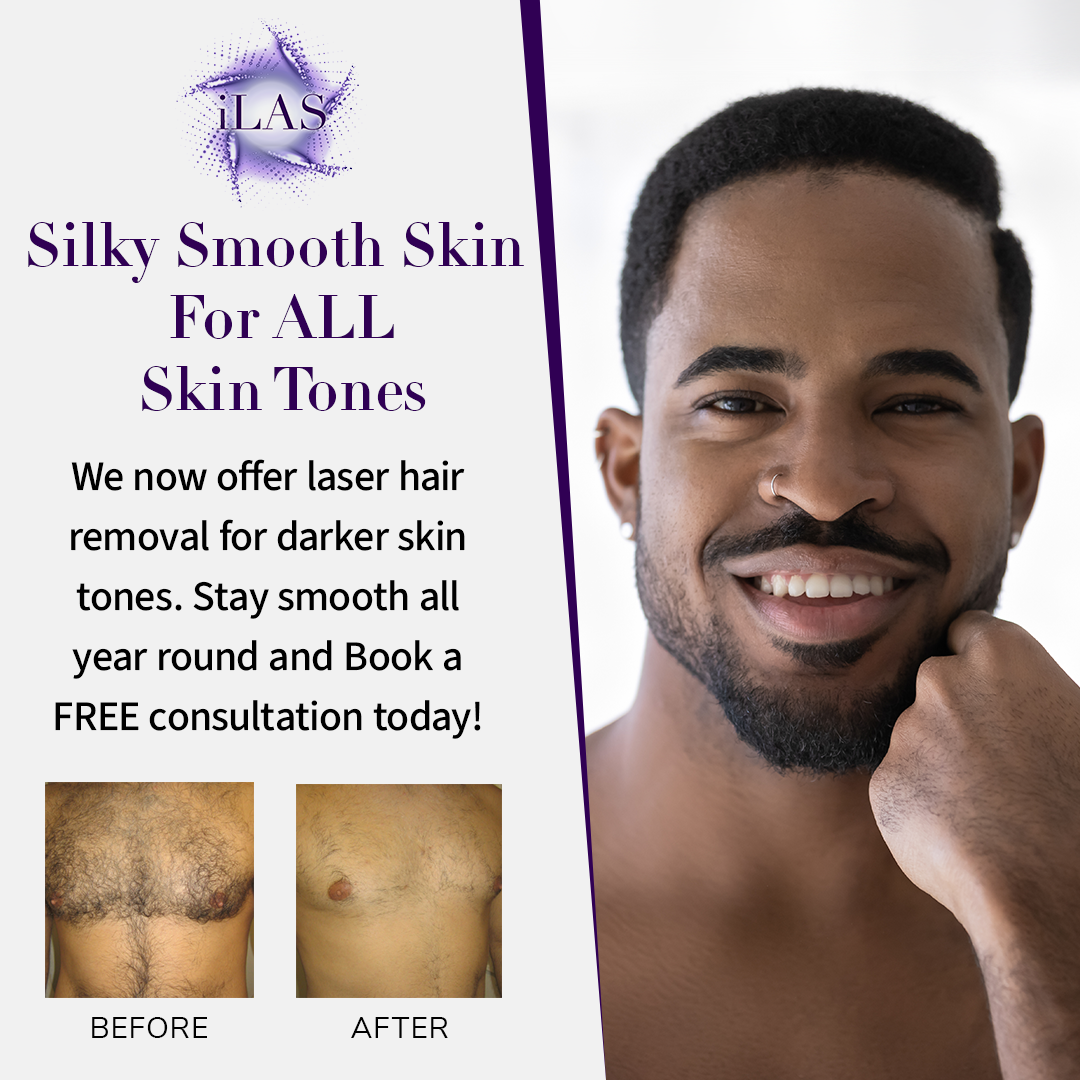 iLAS
Silky Smooth Skin
For ALL
Skin Tones
We now offer laser hair
removal for darker skin
tones. Stay smooth all
year round and Book a
FREE consultation today!
BEFORE
AFTER